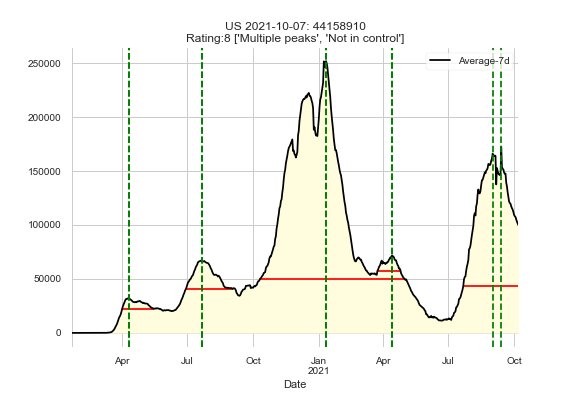 US 2021-10-07: 44158910
Rating:8 ['Multiple peaks', 'Not in control']
Average-7d
250000
200000
150000
100000
50000
0
Apr
Jul
Oct
Jan
2021
Apr
Jul
Oct
Date